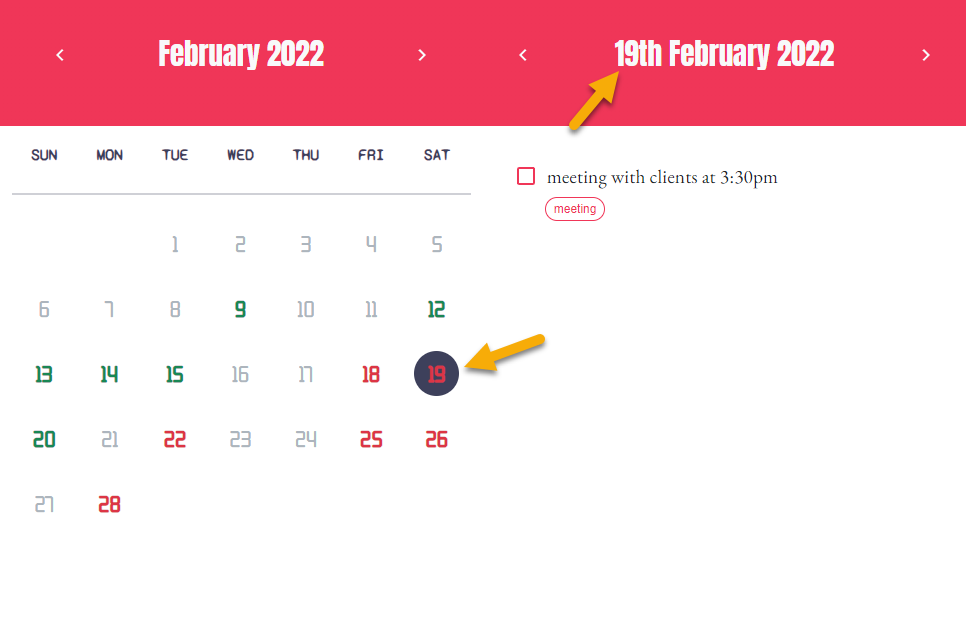 February 2022
SUN MON TUE WED THU FRI SAT
1 2 3 4 5
6 7 8 9 10 11 12
13 14 15 16 17 18 19
20 21 22 23 24 25 26
27 28
19th February 2022
meeting with clients at 3:30pm
meeting